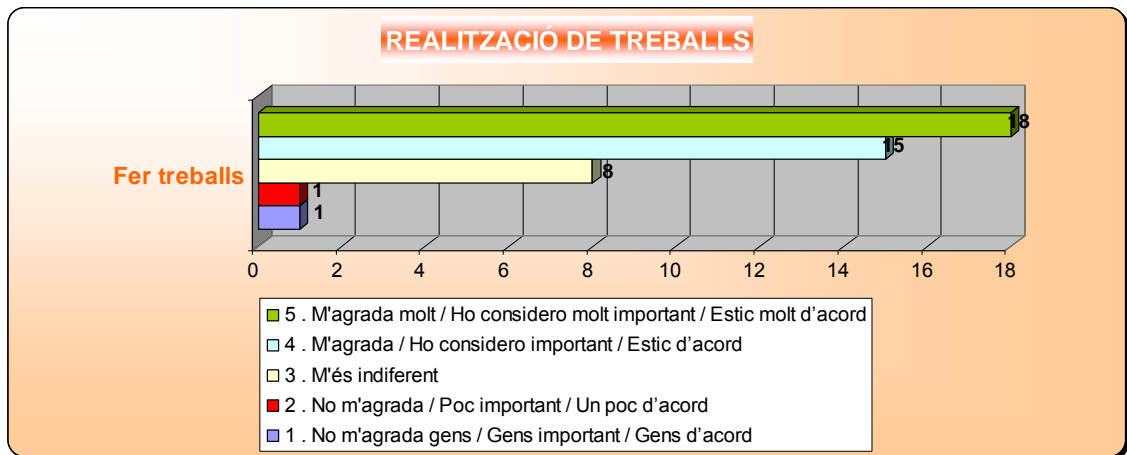 REALITZACIÓ DE TREBALLS
18
15
Fer treballs
8
1
1
0 2 4 6 8 10 12 14 16 18
5 . M'agrada molt / Ho considero molt important / Estic molt d’acord
4 . M'agrada / Ho considero important / Estic d’acord
3 . M'és indiferent
2 . No m'agrada / Poc important / Un poc d’acord
1 . No m'agrada gens / Gens important / Gens d’acord